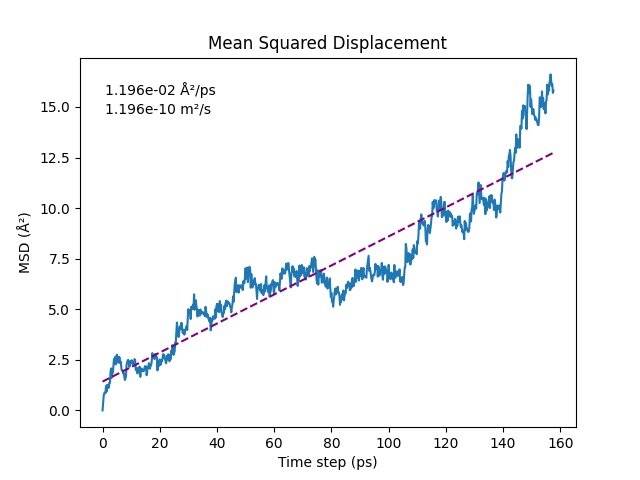 Mean Squared Displacement
1.196e-02 Å²/ps
1.196e-10 m²/s
MSD (Å²)
15.0
12.5
10.0
7.5
5.0
2.5
0.0
0 20 40 60 80 100 120 140 160
Time step (ps)